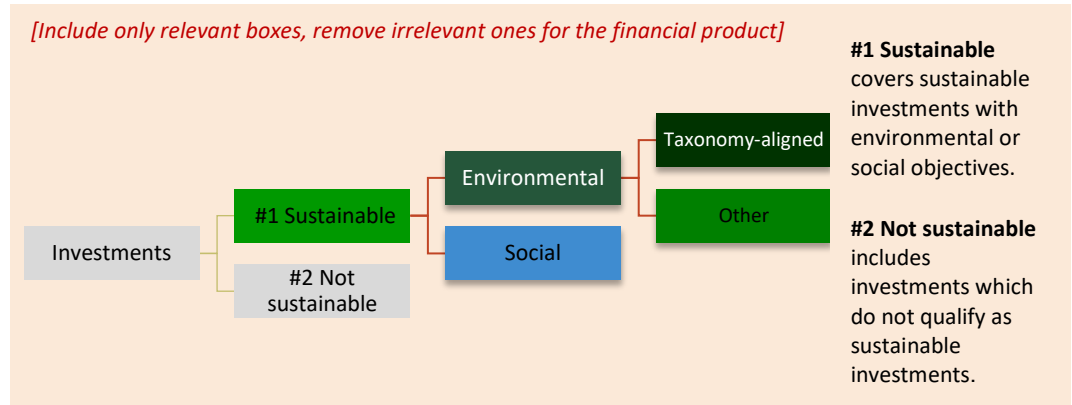 [Include only relevant boxes, remove irrelevant ones for the financial product]
Investments
#1 Sustainable
#2 Not
sustainable
Environmental
Social
Taxonomy-aligned
Other
#1 Sustainable
covers sustainable
investments with
environmental or
social objectives.
#2 Not sustainable
includes
investments which
do not qualify as
sustainable
investments.